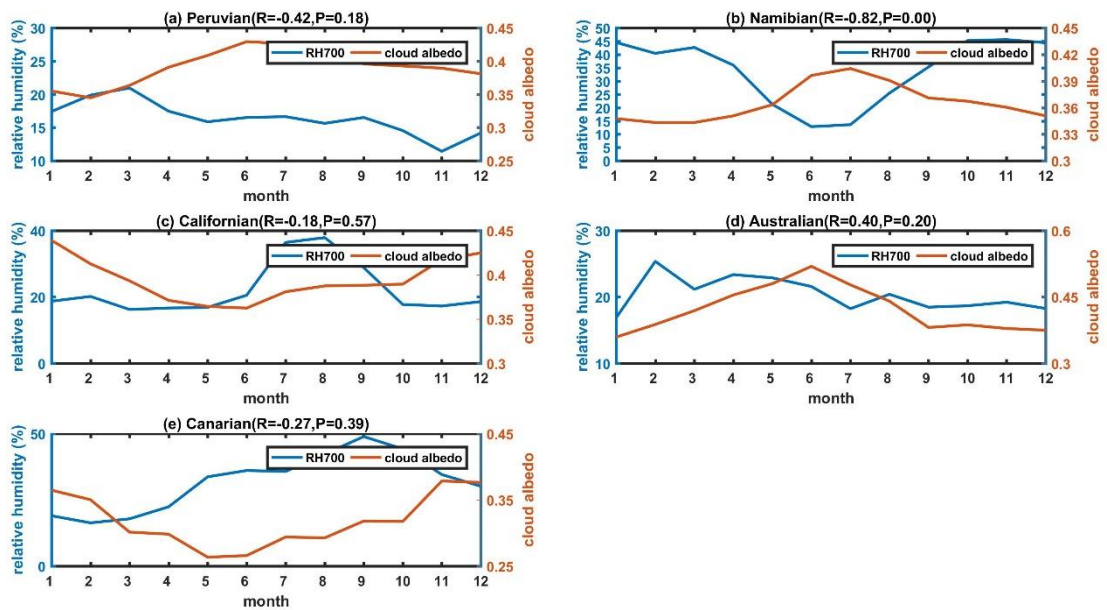 (a) Peruvian(R=-0.42,P=0.18)
relative humidity (%)
30
25
20
15
10
RH700
cloud albedo
0.45
0.4
0.35
0.3
0.25
cloud albedo
1 2 3 4 5 6 7 8 9 10 11 12
month
(b) Namibian(R=-0.82,P=0.00)
relative humidity (%)
50
45
40
35
30
25
20
15
10
5
0
RH700
cloud albedo
0.45
0.42
0.39
0.36
0.33
0.3
cloud albedo
1 2 3 4 5 6 7 8 9 10 11 12
month
(c) Californian(R=-0.18,P=0.57)
relative humidity (%)
40
20
0
RH700
cloud albedo
0.45
0.4
0.35
0.3
cloud albedo
1 2 3 4 5 6 7 8 9 10 11 12
month
(d) Australian(R=0.40,P=0.20)
relative humidity (%)
30
20
10
RH700
cloud albedo
0.6
0.45
0.3
cloud albedo
1 2 3 4 5 6 7 8 9 10 11 12
month
(e) Canarian(R=-0.27,P=0.39)
relative humidity (%)
50
0
RH700
cloud albedo
0.45
0.35
0.25
cloud albedo
1 2 3 4 5 6 7 8 9 10 11 12
month